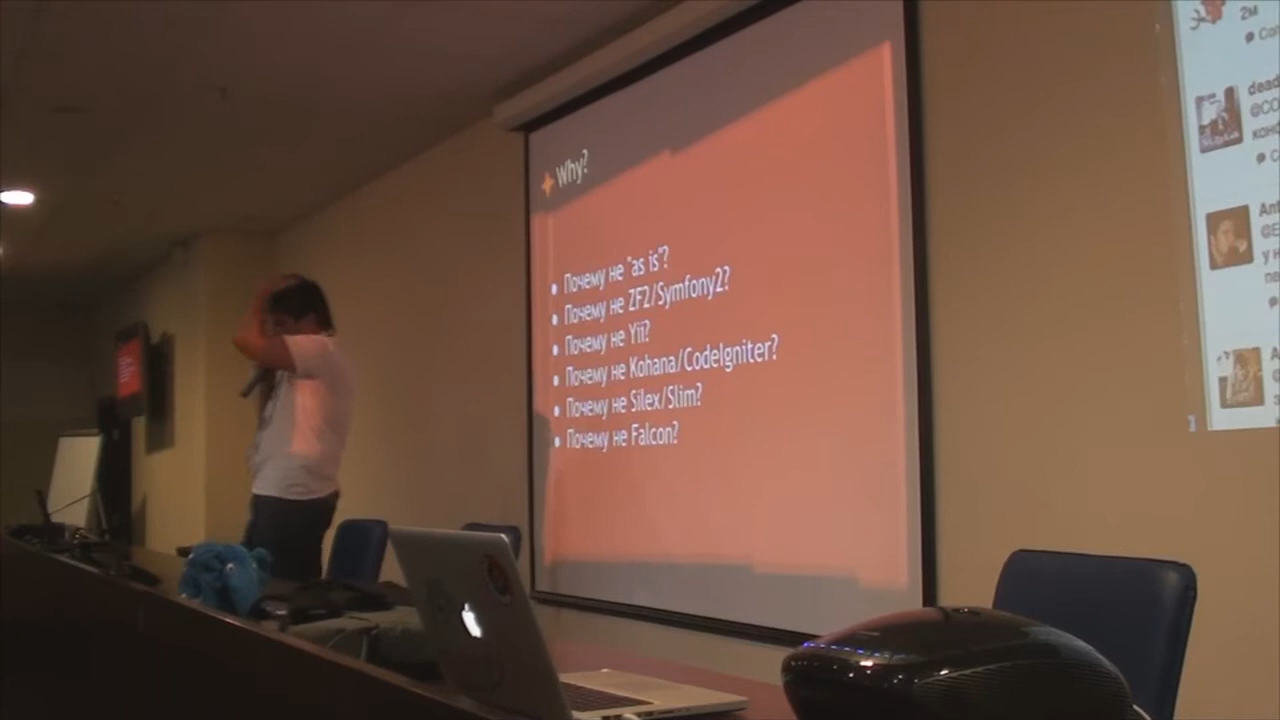 Why?
Почему не "as is"?
Почему не ZF2/Symfony2?
Почему не Yii?
Почему не Kohana/CodeIgniter?
Почему не Silex/Slim?
Почему не Falcon?
2м